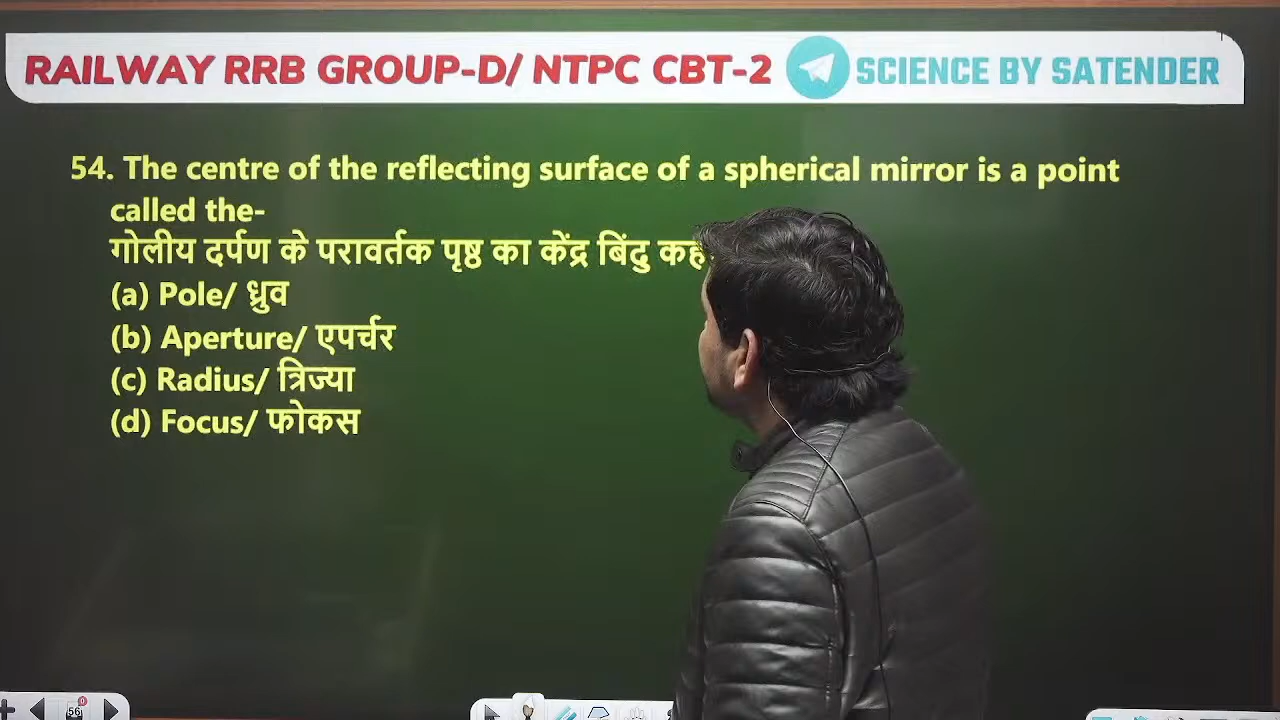 RAILWAY RRB GROUP-D/ NTPC CBT-2 SCIENCE BY SATENDER
54. The centre of the reflecting surface of a spherical mirror is a point
called the-
गोलीय दर्पण के परावर्तक पृष्ठ का केंद्र बिंदु
(a) Pole/ ध्रुव
(b) Aperture/ एपर्चर
(c) Radius/ त्रिज्या
(d) Focus/ फोकस
56